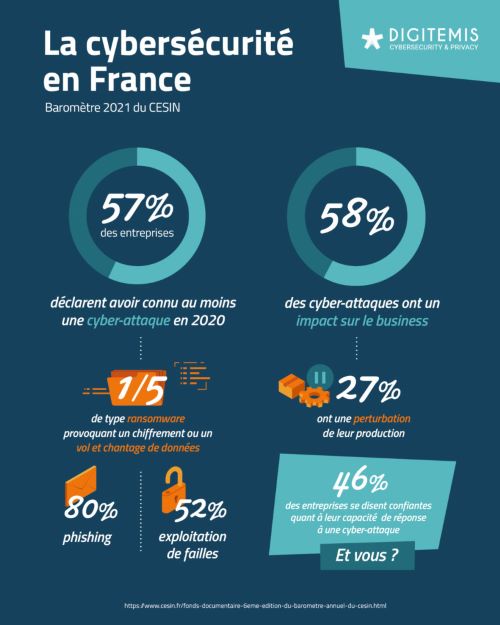 La cybersécurité
en France
Baromètre 2021 du CESIN
DIGITEMIS
CYBERSECURITY & PRIVACY
57%
des entreprises
déclarent avoir connu au moins
une cyber-attaque en 2020
58%
des cyber-attaques ont un
impact sur le business
1/5
de type ransomware
provoquant un chiffrement ou un
vol et chantage de données
27%
ont une perturbation
de leur production
80%
phishing
52%
exploitation
de failles
46%
des entreprises se disent confiantes
quant à leur capacité de réponse
à une cyber-attaque
Et vous ?
https://www.cesin.fr/fonds-documentaire-6eme-edition-du-barometre-annuel-du-cesin.html